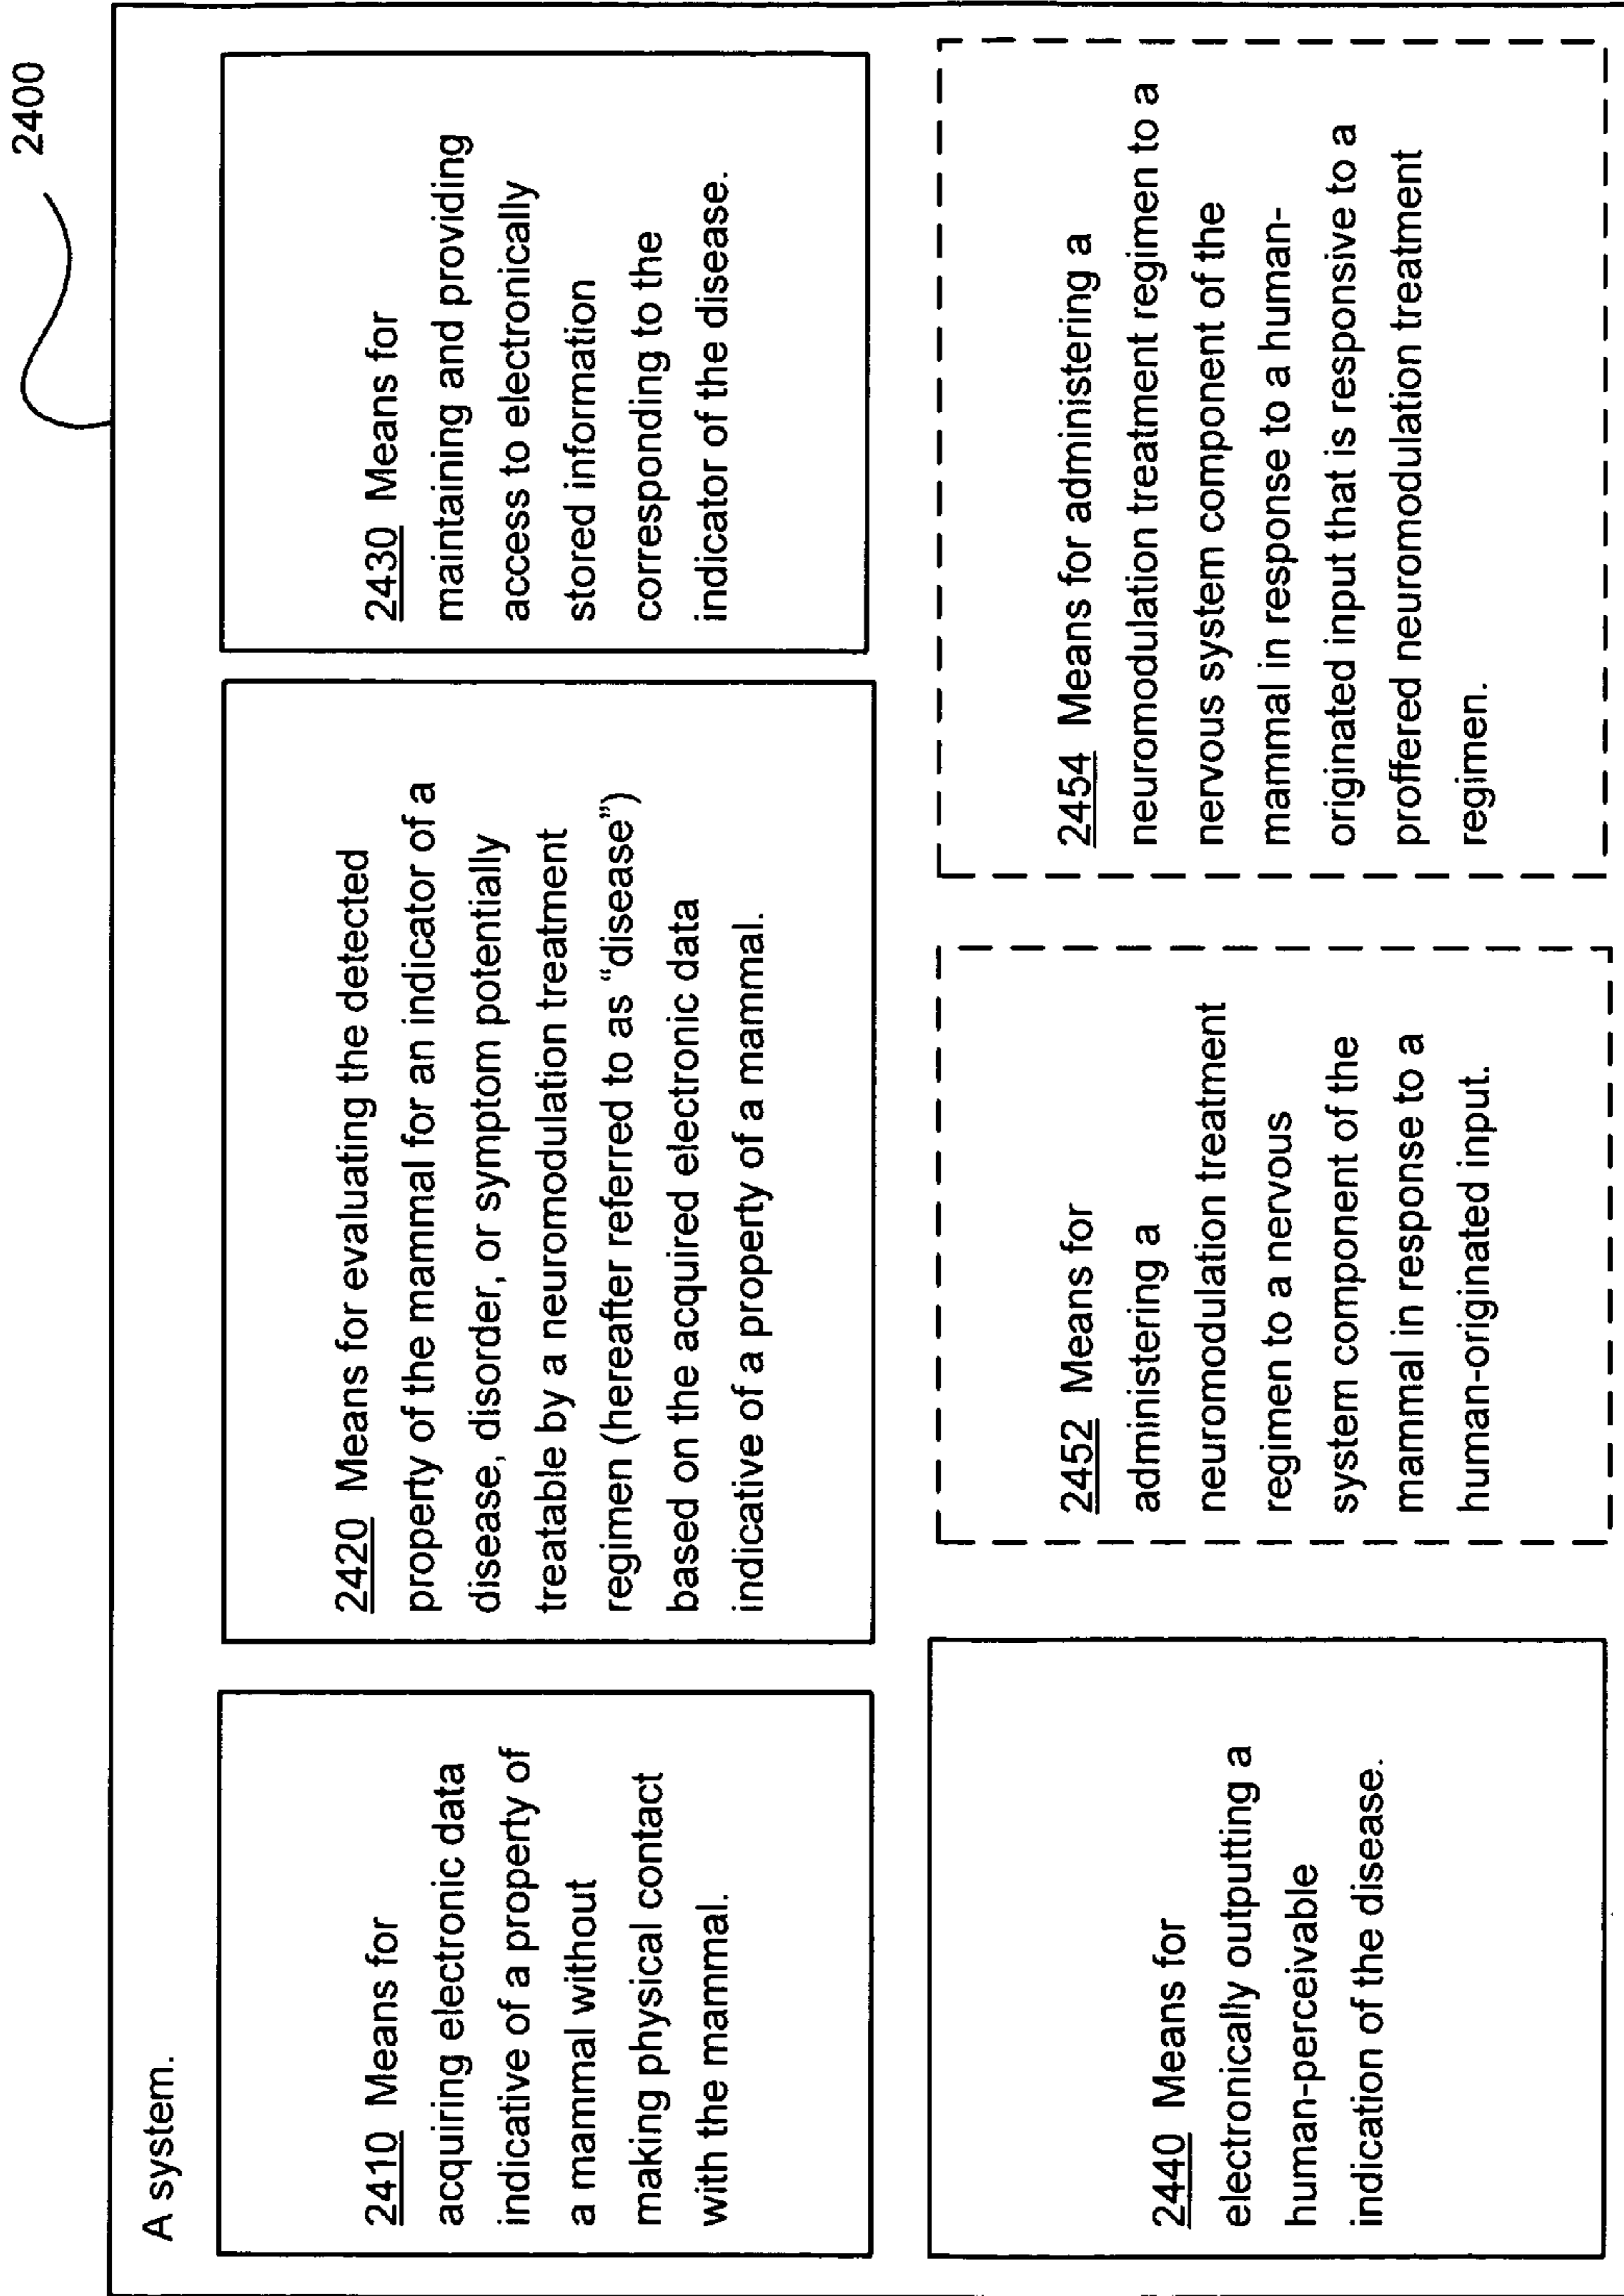 2400
A system.
2410 Means for
acquiring electronic data
indicative of a property of
a mammal without
making physical contact
with the mammal.
2420 Means for evaluating the detected
property of the mammal for an indicator of a
disease, disorder, or symptom potentially
treatable by a neuromodulation treatment
regimen (hereafter referred to as “disease”)
based on the acquired electronic data
indicative of a property of a mammal.
2430 Means for
maintaining and providing
access to electronically
stored information
corresponding to the
indicator of the disease.
2440 Means for
electronically outputting a
human-perceivable
indication of the disease.
2452 Means for
administering a
neuromodulation treatment
regimen to a nervous
system component of the
mammal in response to a
human-originated input.
2454 Means for administering a
neuromodulation treatment regimen to a
nervous system component of the
mammal in response to a human-
originated input that is responsive to a
proffered neuromodulation treatment
regimen.